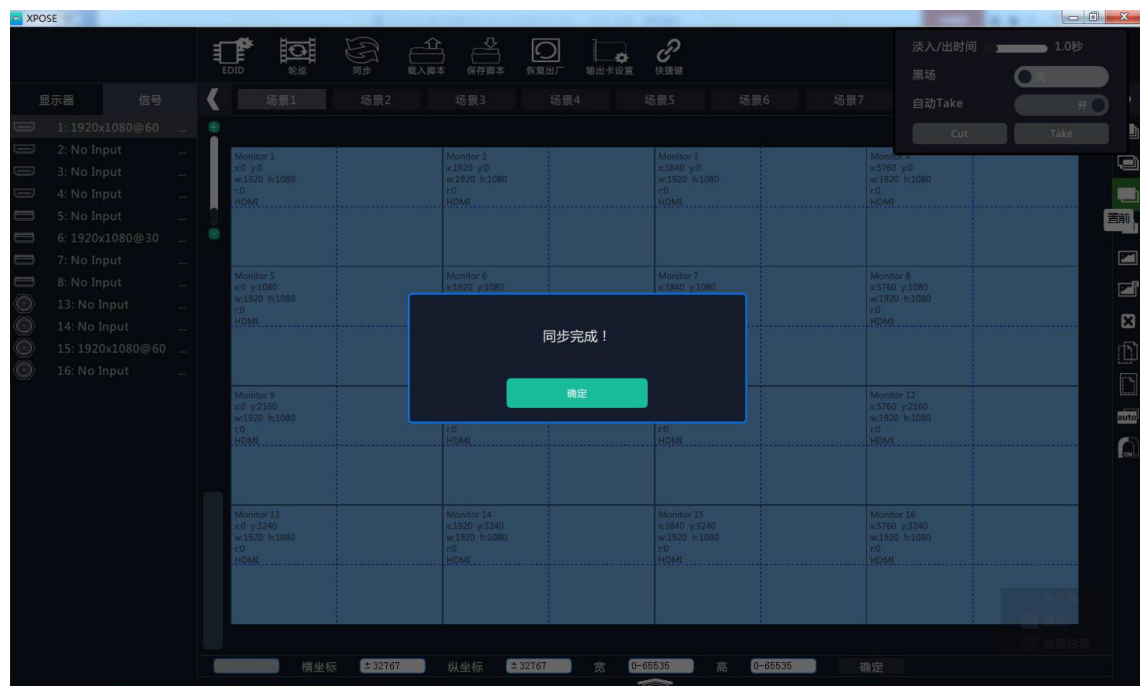 XPOSE
EDID
轮巡
同步
载入脚本
保存脚本
恢复出厂
输出卡设置
快捷键
淡入/出时间 1.0秒
黑场 关
自动Take 开
Cut Take
显示器 信号
场景1 场景2 场景3 场景4 场景5 场景6 场景7
1: 1920x1080@60 ...
2: No Input ...
3: No Input ...
4: No Input ...
5: No Input ...
6: 1920x1080@30 ...
7: No Input ...
8: No Input ...
13: No Input ...
14: No Input ...
15: 1920x1080@60 ...
16: No Input ...
Monitor 1
x:0 y:0
w:1920 h:1080
r:0
HDMI
Monitor 2
x:1920 y:0
w:1920 h:1080
r:0
HDMI
Monitor 3
x:3840 y:0
w:1920 h:1080
r:0
HDMI
x:5760 y:0
w:1920 h:1080
r:0
HDMI
Monitor 5
x:0 y:1080
w:1920 h:1080
r:0
HDMI
Monitor 6
x:1920 y:1080
Monitor 7
x:3840 y:1080
Monitor 8
x:5760 y:1080
w:1920 h:1080
r:0
HDMI
同步完成！
确定
Monitor 9
x:0 y:2160
w:1920 h:1080
r:0
HDMI
r:0
HDMI
r:0
HDMI
Monitor 12
x:5760 y:2160
w:1920 h:1080
r:0
HDMI
Monitor 13
x:0 y:3240
w:1920 h:1080
r:0
HDMI
Monitor 14
x:1920 y:3240
w:1920 h:1080
r:0
HDMI
Monitor 15
x:3840 y:3240
w:1920 h:1080
r:0
HDMI
Monitor 16
x:5760 y:3240
w:1920 h:1080
r:0
HDMI
置前
auto
ON
总宽总高
横坐标 ±32767 纵坐标 ±32767 宽 0-65535 高 0-65535 确定